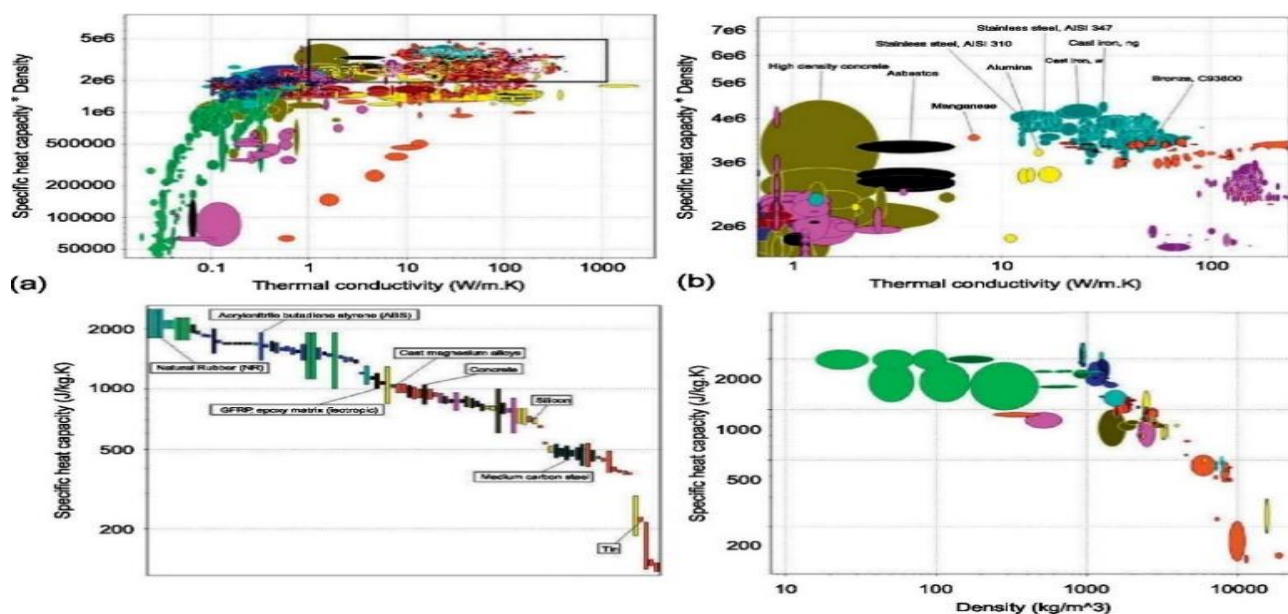 Specific heat capacity * Density
5e6
2e6
1e6
500000
200000
100000
50000
0.1
1
10
100
1000
(a)
Thermal conductivity (W/m.K)
Specific heat capacity * Density
7e6
6e6
5e6
4e6
3e6
2e6
Stainless steel, AISI 347
Stainless steel, AISI 310
Cast iron, ng
High density concrete
Asbestos
Alumina
Cast iron,
Bronze, C93600
Manganese
1
10
100
(b)
Thermal conductivity (W/m.K)
Specific heat capacity (J/kg.K)
2000
1000
500
200
Acrylonitrile butadiene styrene (ABS)
Natural Rubber (NR)
Cast magnesium alloys
Concrete
GFRP, epoxy matrix (isotropic)
Silicon
Medium carbon steel
Tin
Specific heat capacity (J/kg.K)
2000
1000
500
200
10
100
1000
10000
Density (kg/m^3)